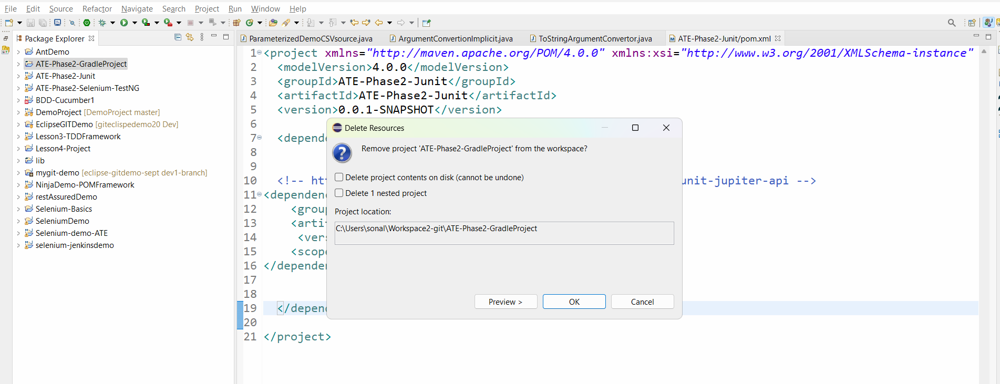 File Edit Source Refactor Navigate Search Project Run Window Help
Package Explorer
AntDemo
ATE-Phase2-GradleProject
ATE-Phase2-Junit
ATE-Phase2-Selenium-TestNG
BDD-Cucumber1
DemoProject [DemoProject master]
EclipseGITDemo [giteclispedemo20 Dev]
Lesson3-TDDFramework
Lesson4-Project
lib
mygit-demo [eclipse-gitdemo-sept dev1-branch]
NinjaDemo-POMFramework
restAssuredDemo
Selenium-Basics
SeleniumDemo
Selenium-demo-ATE
selenium-jenkinsdemo
ParameterizedDemoCSVsource.java ArgumentConvertionImplicit.java ToStringArgumentConvertor.java ATE-Phase2-Junit/pom.xml
1 <project xmlns="http://maven.apache.org/POM/4.0.0" xmlns:xsi="http://www.w3.org/2001/XMLSchema-instance"
2 <modelVersion>4.0.0</modelVersion>
3 <groupId>ATE-Phase2-Junit</groupId>
4 <artifactId>ATE-Phase2-Junit</artifactId>
5 <version>0.0.1-SNAPSHOT</version>
6
7 <depend
8
9
10 <!-- ht unit-jupiter-api -->
11 <depender
12 <group
13 <arti
14 <vers
15 <scope
16 </depender
17
18
19 </depend
20
21 </project>
Delete Resources
Remove project 'ATE-Phase2-GradleProject' from the workspace?
Delete project contents on disk (cannot be undone)
Delete 1 nested project
Project location:
C:\Users\sonal\Workspace2-git\ATE-Phase2-GradleProject
Preview > OK Cancel